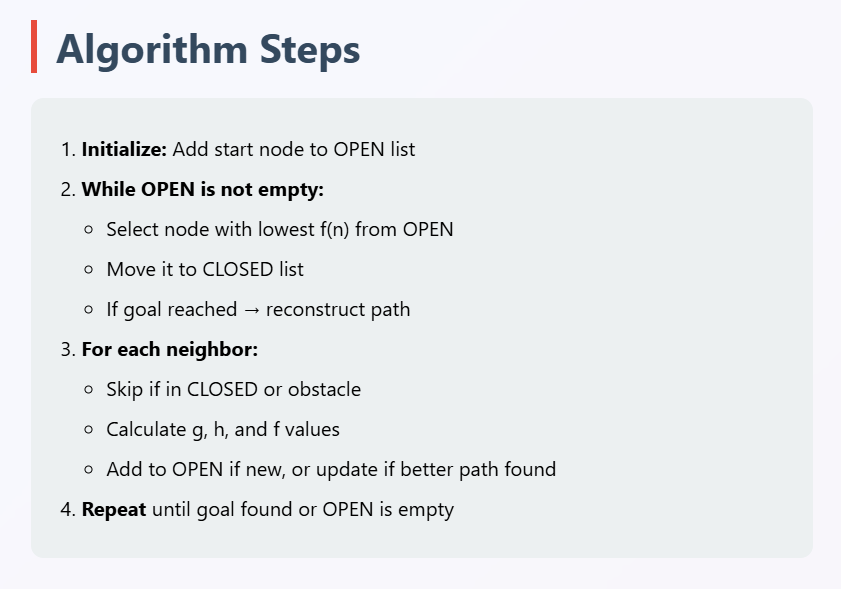 Algorithm Steps
1. Initialize: Add start node to OPEN list
2. While OPEN is not empty:
○ Select node with lowest f(n) from OPEN
○ Move it to CLOSED list
○ If goal reached → reconstruct path
3. For each neighbor:
○ Skip if in CLOSED or obstacle
○ Calculate g, h, and f values
○ Add to OPEN if new, or update if better path found
4. Repeat until goal found or OPEN is empty